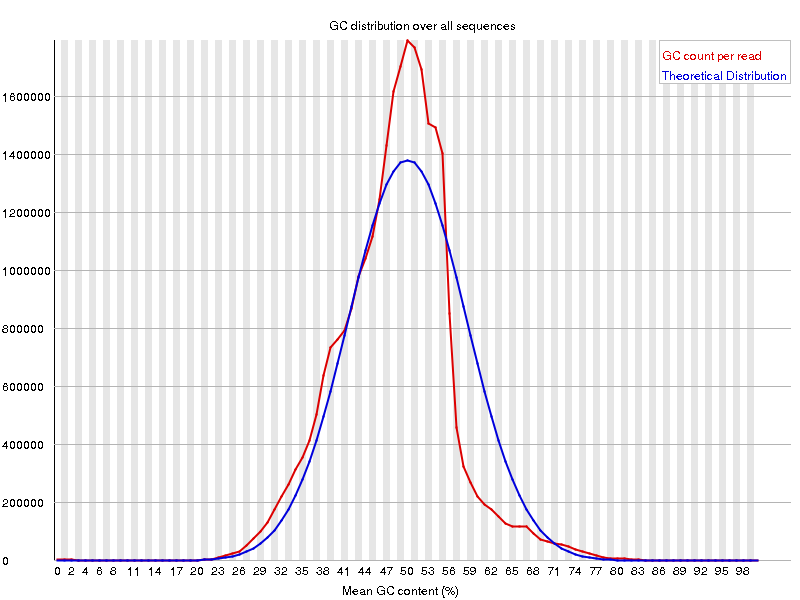 GC distribution over all sequences
GC count per read
Theoretical Distribution
1600000
1400000
1200000
1000000
800000
600000
400000
200000
0
0 2 4 6 8 11 14 17 20 23 26 29 32 35 38 41 44 47 50 53 56 59 62 65 68 71 74 77 80 83 86 89 92 95 98
Mean GC content (%)